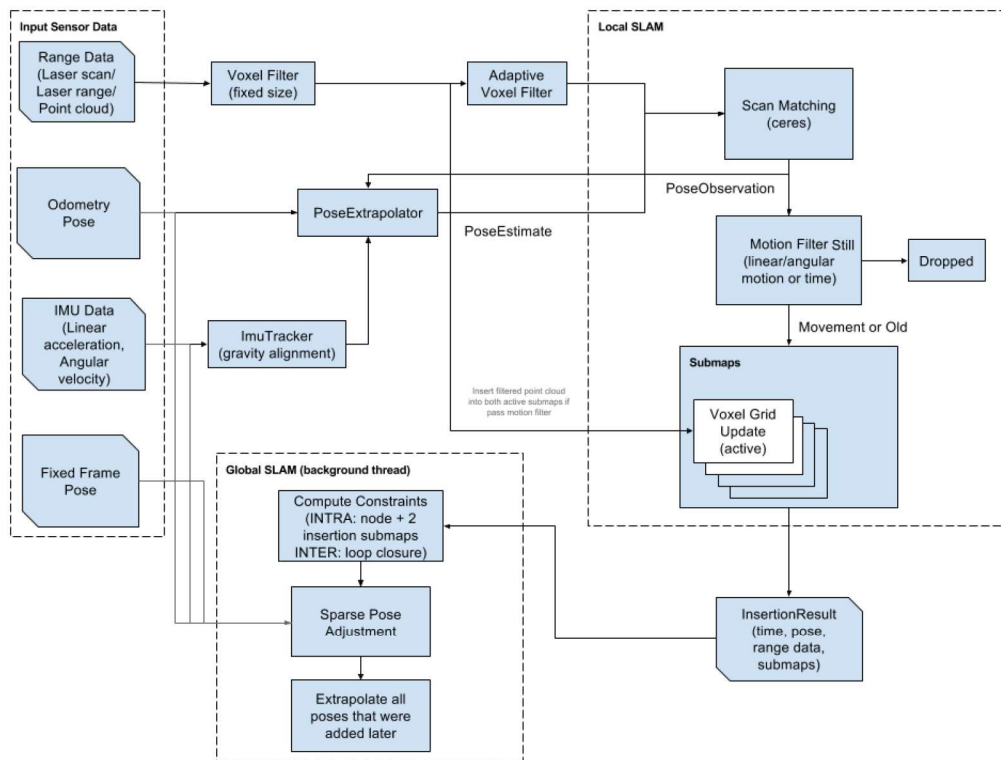 Input Sensor Data
Range Data
(Laser scan/
Laser range/
Point cloud)
Voxel Filter
(fixed size)
Adaptive
Voxel Filter
Local SLAM
Scan Matching
(ceres)
Odometry
Pose
PoseExtrapolator
PoseEstimate
PoseObservation
Motion Filter
(linear/angular
motion or time)
Still
Dropped
Movement or Old
IMU Data
(Linear
acceleration,
Angular
velocity)
ImuTracker
(gravity alignment)
Insert filtered point cloud
into both active submaps if
pass motion filter
Submaps
Voxel Grid
Update
(active)
Fixed Frame
Pose
Global SLAM (background thread)
Compute Constraints
(INTRA: node + 2
insertion submaps
INTER: loop closure)
Sparse Pose
Adjustment
Extrapolate all
poses that were
added later
InsertionResult
(time, pose,
range data,
submaps)